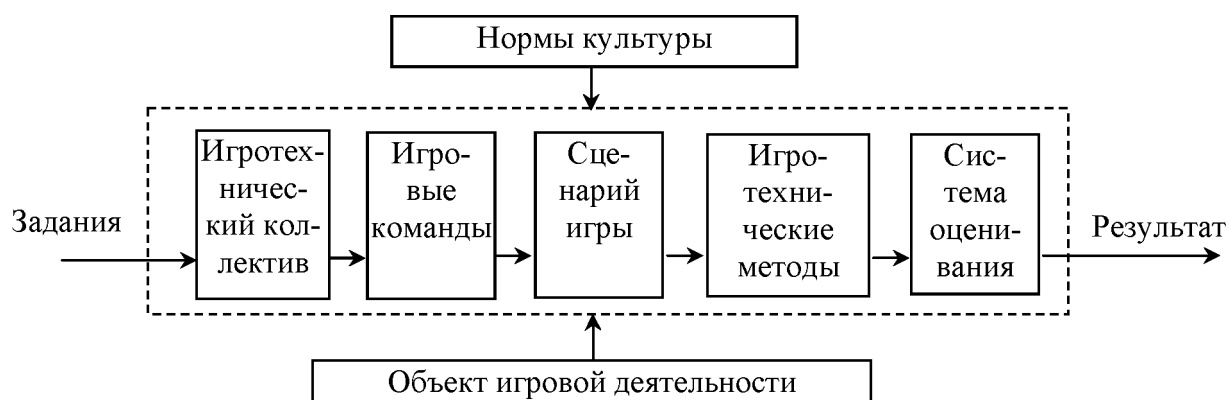 Нормы культуры
Задания
Игротех-
ничес-
кий кол-
лектив
Игро-
вые
команды
Сце-
нарий
игры
Игро-
техни-
ческие
методы
Сис-
тема
оцени-
вания
Результат
Объект игровой деятельности